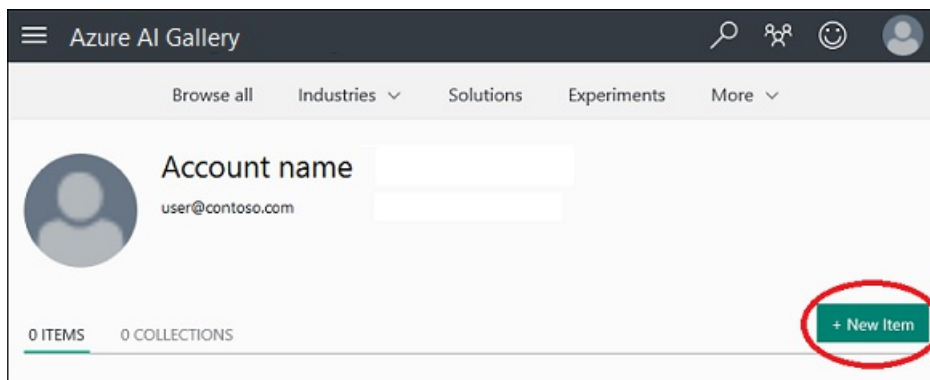 Azure AI Gallery
Browse all Industries Solutions Experiments More
Account name
user@contoso.com
0 ITEMS 0 COLLECTIONS
+ New Item